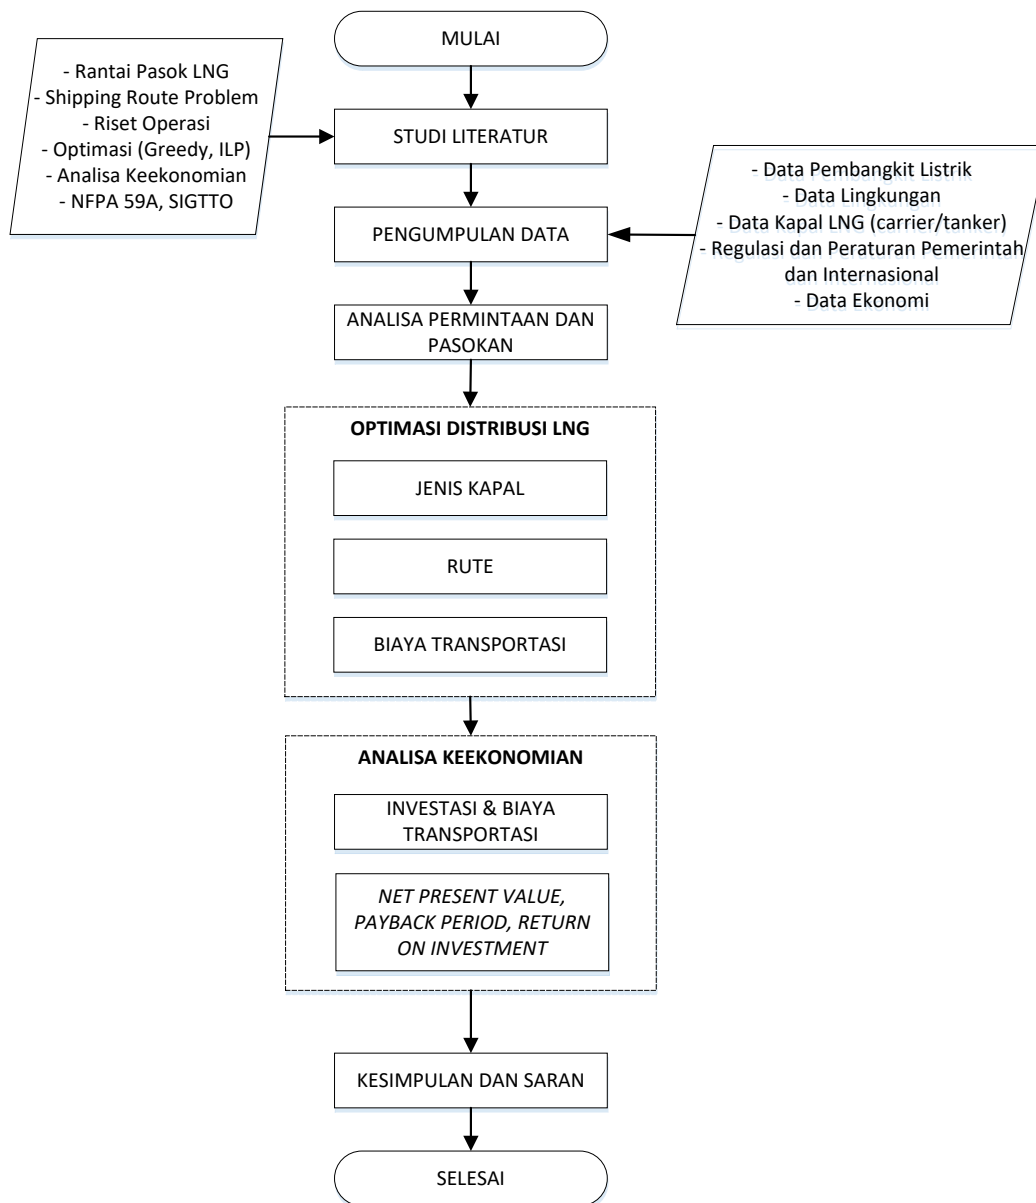 MULAI
- Rantai Pasok LNG
- Shipping Route Problem
- Riset Operasi
- Optimasi (Greedy, ILP)
- Analisa Keekonomian
- NFPA 59A, SIGTTO
STUDI LITERATUR
- Data Pembangkit Listrik
- Data Lingkungan
- Data Kapal LNG (carrier/tanker)
- Regulasi dan Peraturan Pemerintah
dan Internasional
- Data Ekonomi
PENGUMPULAN DATA
ANALISA PERMINTAAN DAN
PASOKAN
OPTIMASI DISTRIBUSI LNG
JENIS KAPAL
RUTE
BIAYA TRANSPORTASI
ANALISA KEEKONOMIAN
INVESTASI & BIAYA
TRANSPORTASI
NET PRESENT VALUE,
PAYBACK PERIOD, RETURN
ON INVESTMENT
KESIMPULAN DAN SARAN
SELESAI